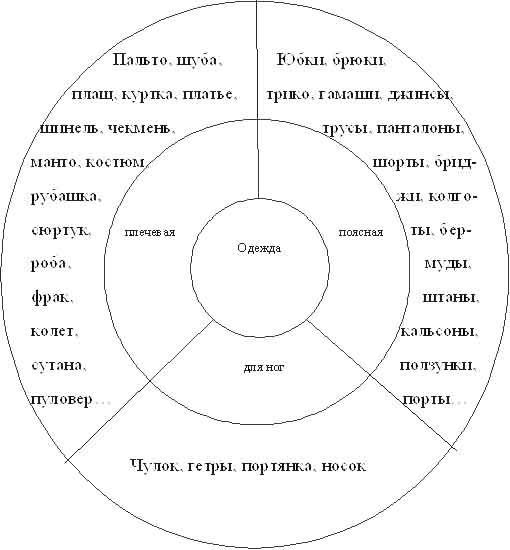 Пальто, шуба,
плащ, куртка, платье,
шинель, чекмень,
манто, костюм,
рубашка,
сюртук,
роба,
фрак,
колет,
сутана,
пуловер…
Юбки, брюки,
трико, гамаши, джинсы,
трусы, панталоны,
шорты, брид-
жи, колго-
ты, бер-
муды,
штаны,
кальсоны,
ползунки,
порты…
плечевая
Одежда
поясная
для ног
Чулок, гетры, портянка, носок